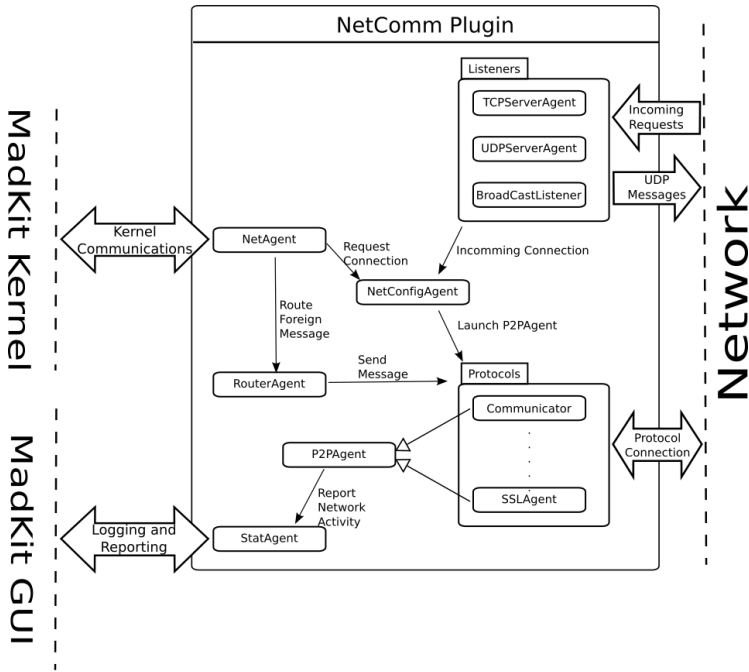 NetComm Plugin
Listeners
TCPServerAgent
UDPServerAgent
BroadCastListener
Incoming
Requests
UDP
Messages
MadKit Kernel
Kernel
Communications
NetAgent
Request
Connection
Incomming Connection
NetConfigAgent
Route
Foreign
Message
Launch P2PAgent
Network
RouterAgent
Send
Message
Protocols
Communicator
P2PAgent
Protocol
Connection
SSLAgent
Report
Network
Activity
MadKit GUI
Logging and
Reporting
StatAgent